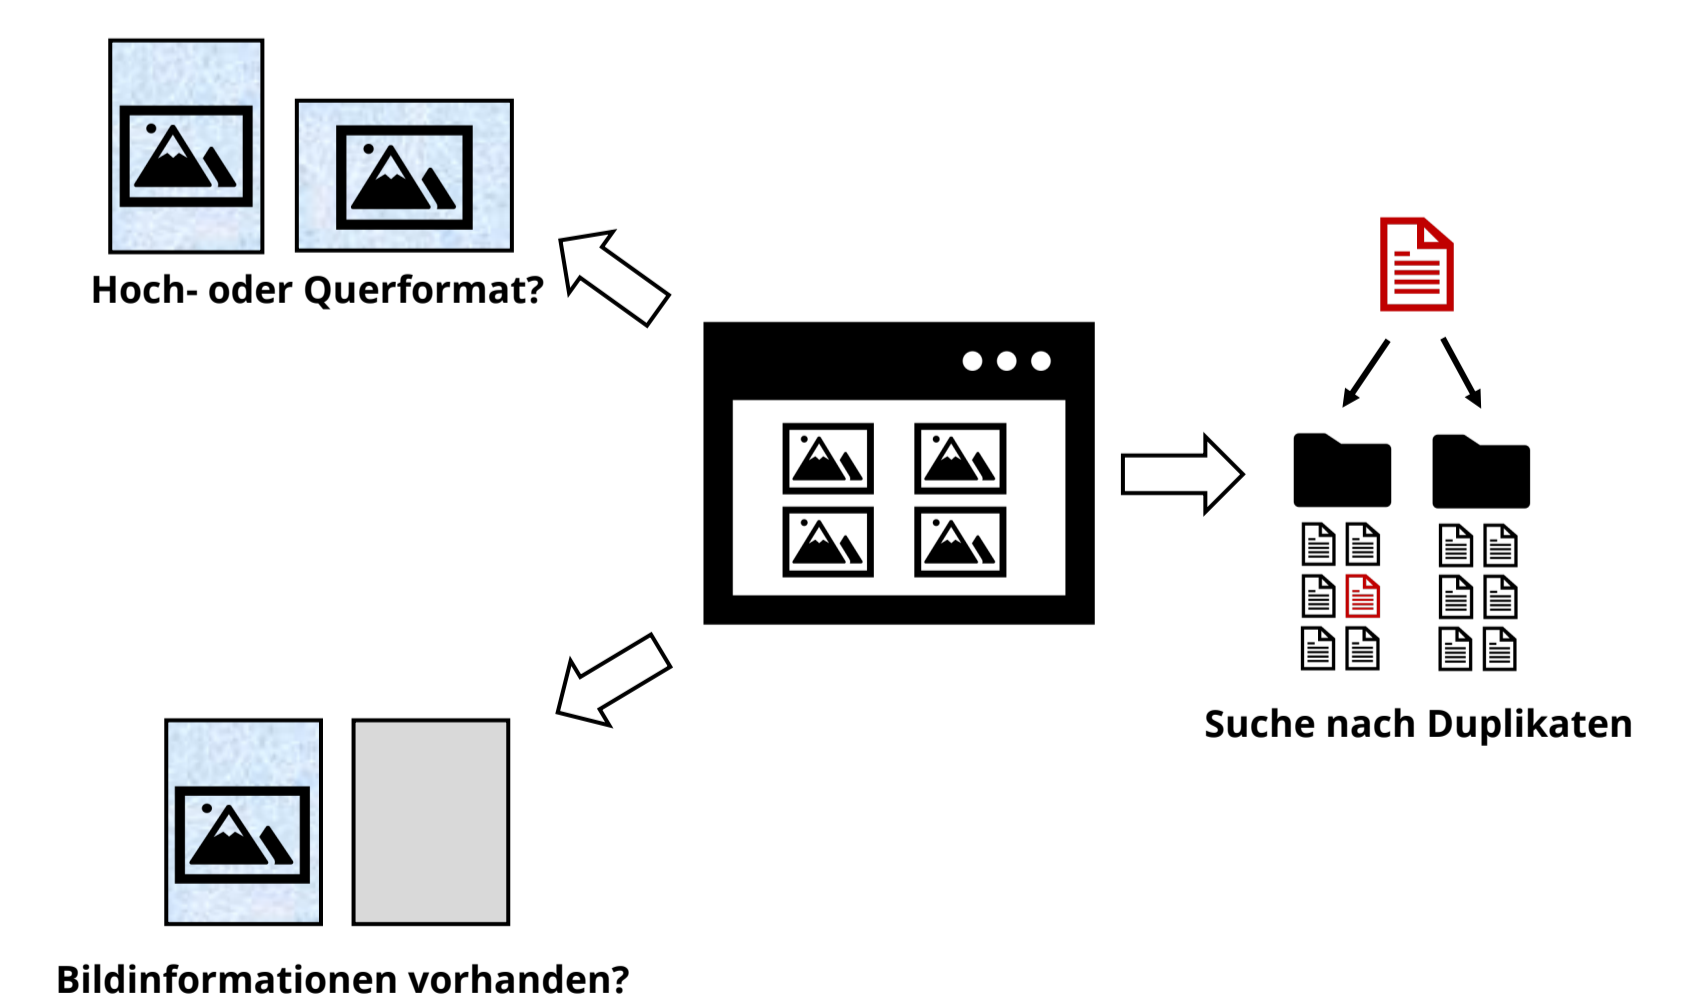 Hoch- oder Querformat?
Suche nach Duplikaten
Bildinformationen vorhanden?